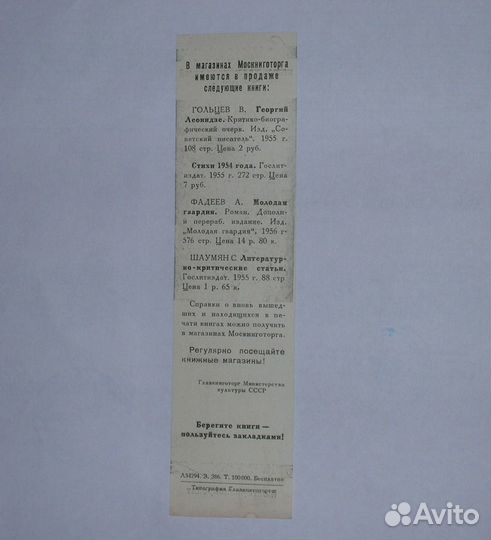 В магазинах Москниготорга
имеются в продаже
следующие книги:
ГОЛЬЦЕВ В. Георгий
Леонидзе. Критико-биогра-
фический очерк. Изд. „Со-
ветский писатель". 1955 г.
108 стр. Цена 2 руб.
Стихи 1954 года. Гослит-
издат. 1955 г. 272 стр. Цена
7 руб.
ФАДЕЕВ А. Молодая
гвардия. Роман. Дополн.
перераб. издание. Изд.
„Молодая гвардия", 1956 г.
576 стр. Цена 14 р. 80 к.
ШАУМЯН С. Литератур-
но-критические статьи.
Гослитиздат. 1955 г. 88 стр.
Цена 1 р. 65 к.
Справки о вновь вышед-
ших и находящихся в пе-
чати книгах можно получить
в магазинах Москниготорга.
Регулярно посещайте
книжные магазины!
Главкниготорг Министерства
культуры СССР
Берегите книги —
пользуйтесь закладками!
Л54294. З. 386. Т. 100000. Бесплатно
Типография Главкниготорга
Avito